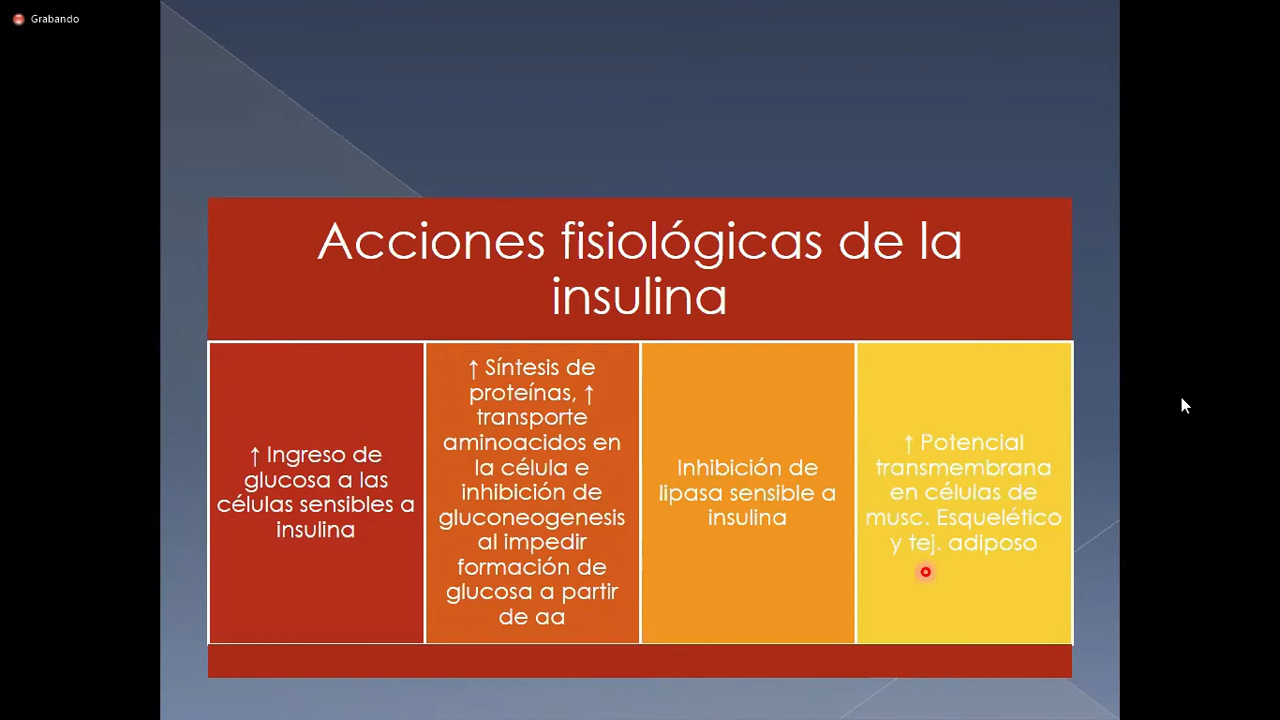 Grabando
Acciones fisiológicas de la
insulina
↑ Ingreso de
glucosa a las
células sensibles a
insulina
↑ Síntesis de
proteínas, ↑
transporte
aminoacidos en
la célula e
inhibición de
gluconeogenesis
al impedir
formación de
glucosa a partir
de aa
Inhibición de
lipasa sensible a
insulina
↑ Potencial
transmembrana
en células de
musc. Esquelético
y tej. adiposo